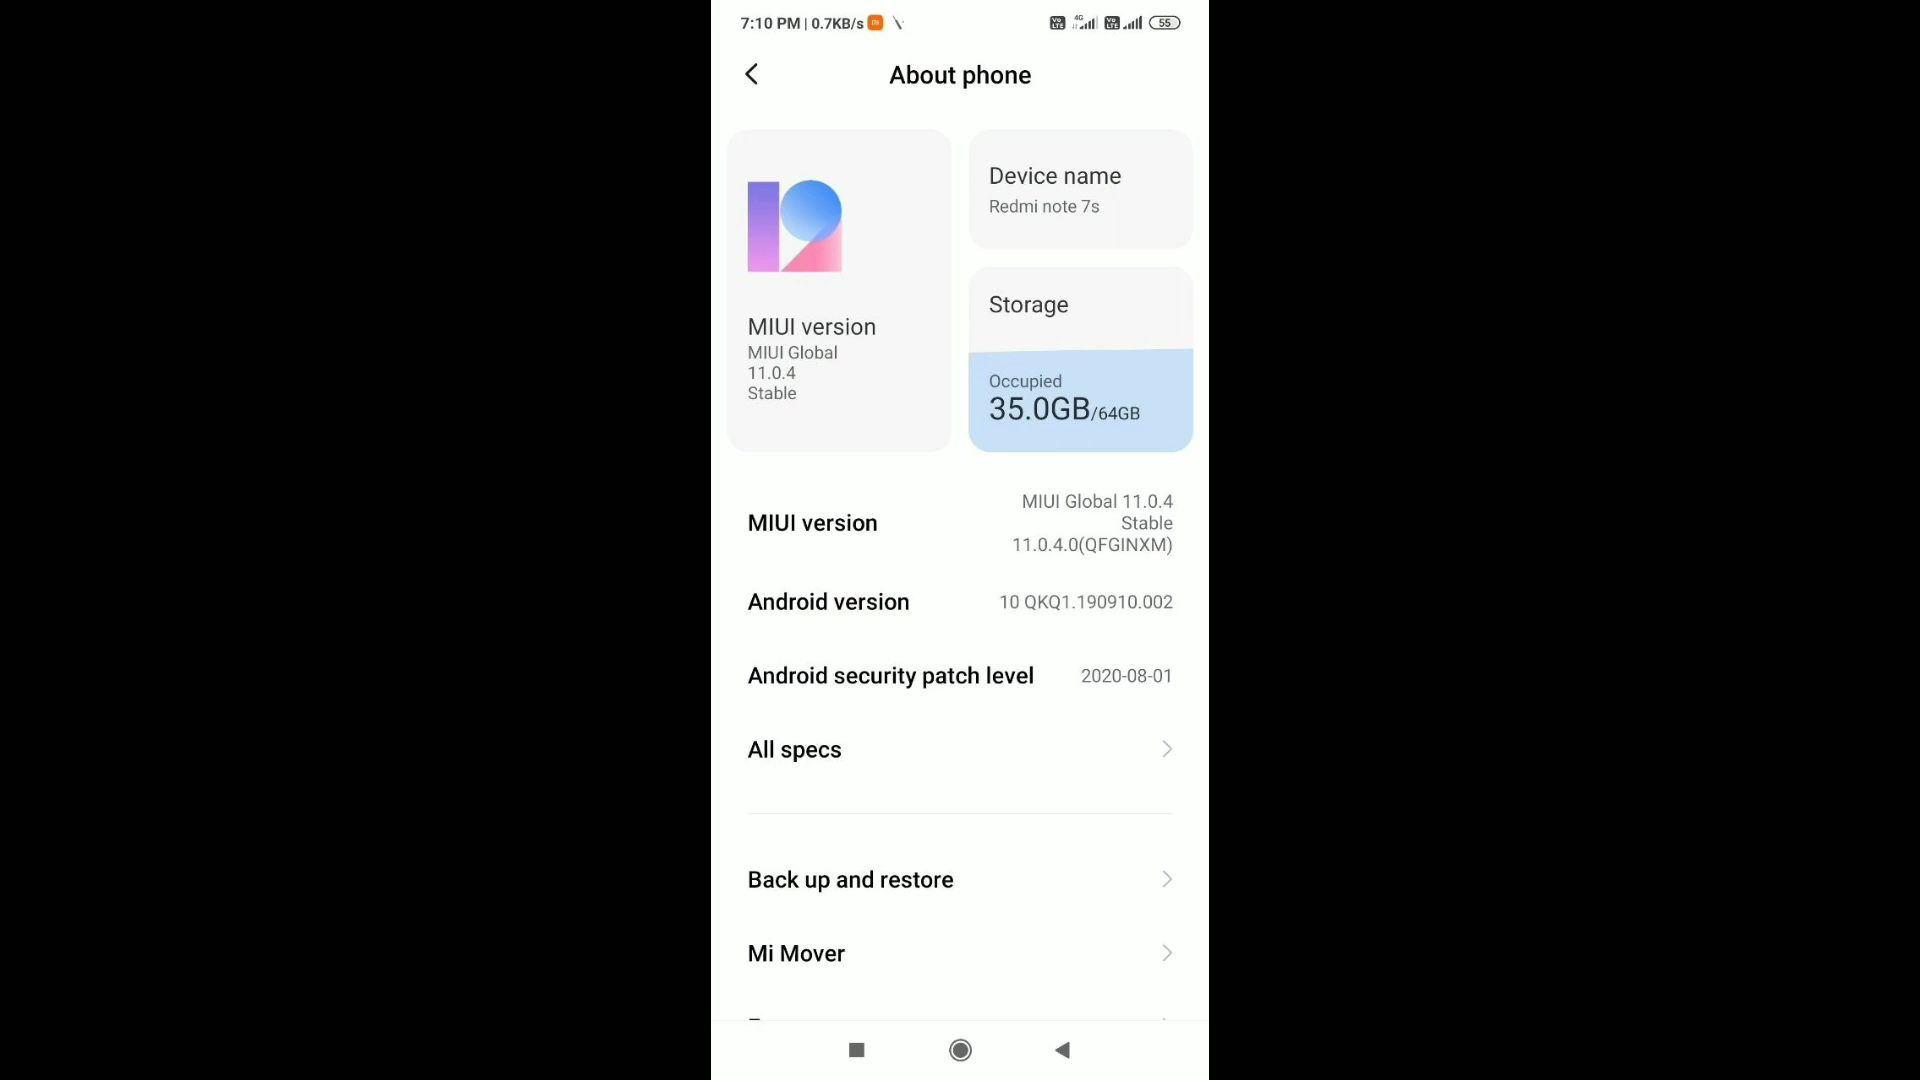 7:10 PM | 0.7KB/s
55
About phone
Device name
Redmi note 7s
MIUI version
MIUI Global
11.0.4
Stable
Storage
Occupied
35.0GB/64GB
MIUI version
MIUI Global 11.0.4
Stable
11.0.4.0(QFGINXM)
Android version
10 QKQ1.190910.002
Android security patch level
2020-08-01
All specs
Back up and restore
Mi Mover